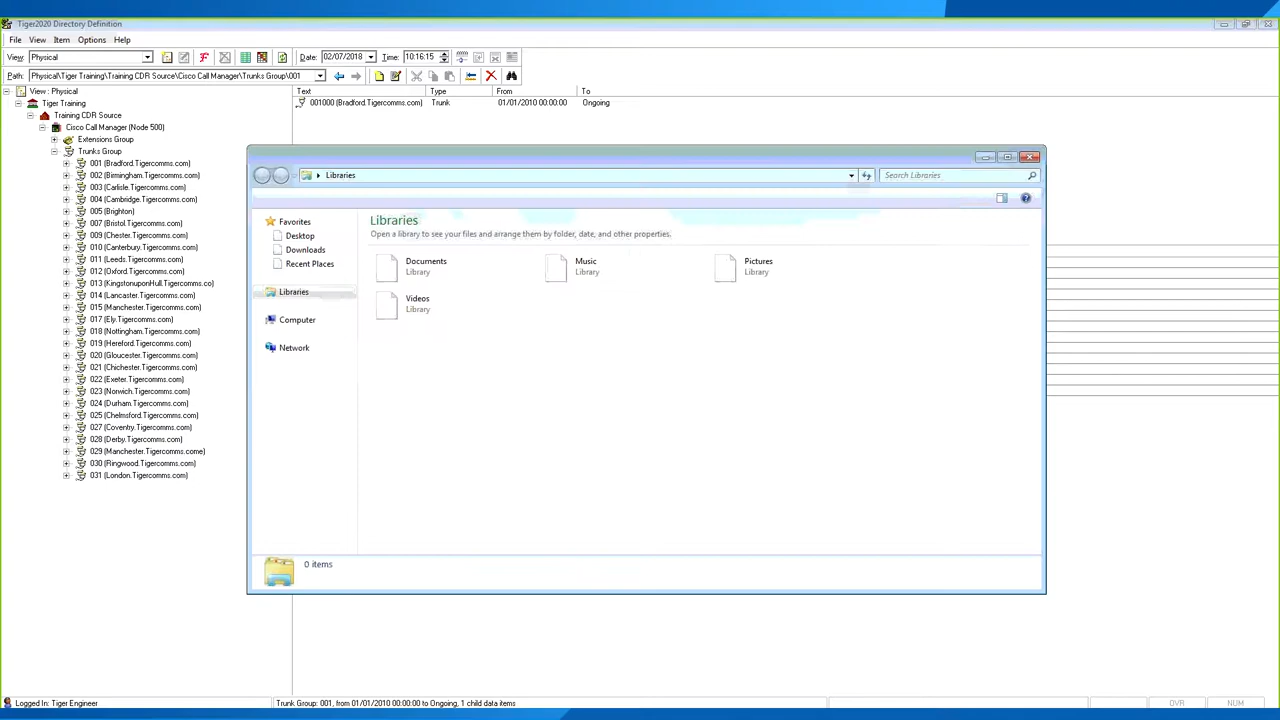 Tiger2020 Directory Definition
File View Item Options Help
View: Physical Date: 02/07/2018 Time: 10:16:15
Path: Physical\Tiger Training\Training CDR Source\Cisco Call Manager\Trunks Group\001
View : Physical
Text Type From To
Tiger Training
001000 (Bradford.Tigercomms.com) Trunk 01/01/2010 00:00:00 Ongoing
Training CDR Source
Cisco Call Manager (Node 500)
Extensions Group
Trunks Group
001 (Bradford.Tigercomms.com)
002 (Birmingham.Tigercomms.com)
003 (Carlisle.Tigercomms.com)
004 (Cambridge.Tigercomms.com)
005 (Brighton)
007 (Bristol.Tigercomms.com)
009 (Chester.Tigercomms.com)
010 (Canterbury.Tigercomms.com)
011 (Leeds.Tigercomms.com)
012 (Oxford.Tigercomms.com)
013 (KingstonuponHull.Tigercomms.co)
014 (Lancaster.Tigercomms.com)
015 (Manchester.Tigercomms.com)
017 (Ely.Tigercomms.com)
018 (Nottingham.Tigercomms.com)
019 (Hereford.Tigercomms.com)
020 (Gloucester.Tigercomms.com)
021 (Chichester.Tigercomms.com)
022 (Exeter.Tigercomms.com)
023 (Norwich.Tigercomms.com)
024 (Durham.Tigercomms.com)
025 (Chelmsford.Tigercomms.com)
027 (Coventry.Tigercomms.com)
028 (Derby.Tigercomms.com)
029 (Manchester.Tigercomms.come)
030 (Ringwood.Tigercomms.com)
031 (London.Tigercomms.com)
Libraries
Search Libraries
Favorites
Desktop
Downloads
Recent Places
Libraries
Computer
Network
Libraries
Open a library to see your files and arrange them by folder, date, and other properties.
Documents
Library
Music
Library
Pictures
Library
Videos
Library
0 items
Logged In: Tiger Engineer
Trunk Group: 001, from 01/01/2010 00:00:00 to Ongoing, 1 child data items
OVR NUM